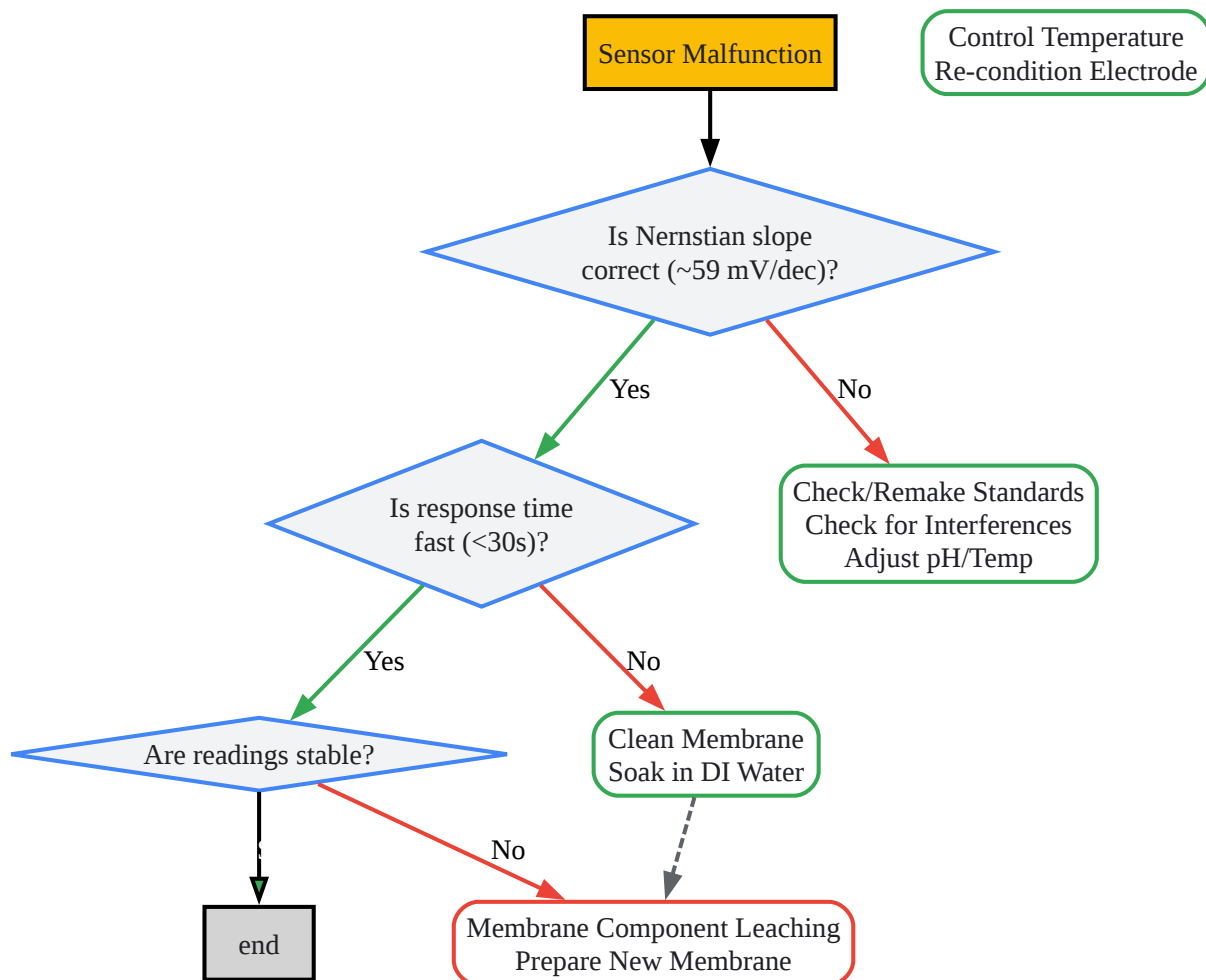 Sensor Malfunction
Control Temperature
Re-condition Electrode
Is Nernstian slope
correct (~59 mV/dec)?
Yes
No
Is response time
fast (<30s)?
Check/Remake Standards
Check for Interferences
Adjust pH/Temp
Yes
No
Are readings stable?
Clean Membrane
Soak in DI Water
No
end
Membrane Component Leaching
Prepare New Membrane